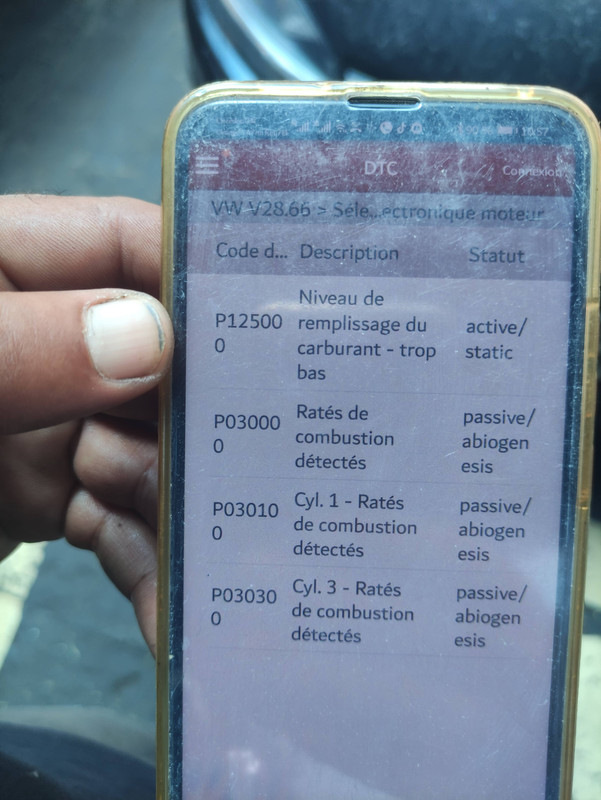 10:57
DTC
Connexion
VW V28.66 > Séle...ectronique moteur
Code d... Description Statut
P12500
0
Niveau de
remplissage du
carburant - trop
bas
active/
static
P03000
0
Ratés de
combustion
détectés
passive/
abiogen
esis
P03010
0
Cyl. 1 - Ratés
de combustion
détectés
passive/
abiogen
esis
P03030
0
Cyl. 3 - Ratés
de combustion
détectés
passive/
abiogen
esis